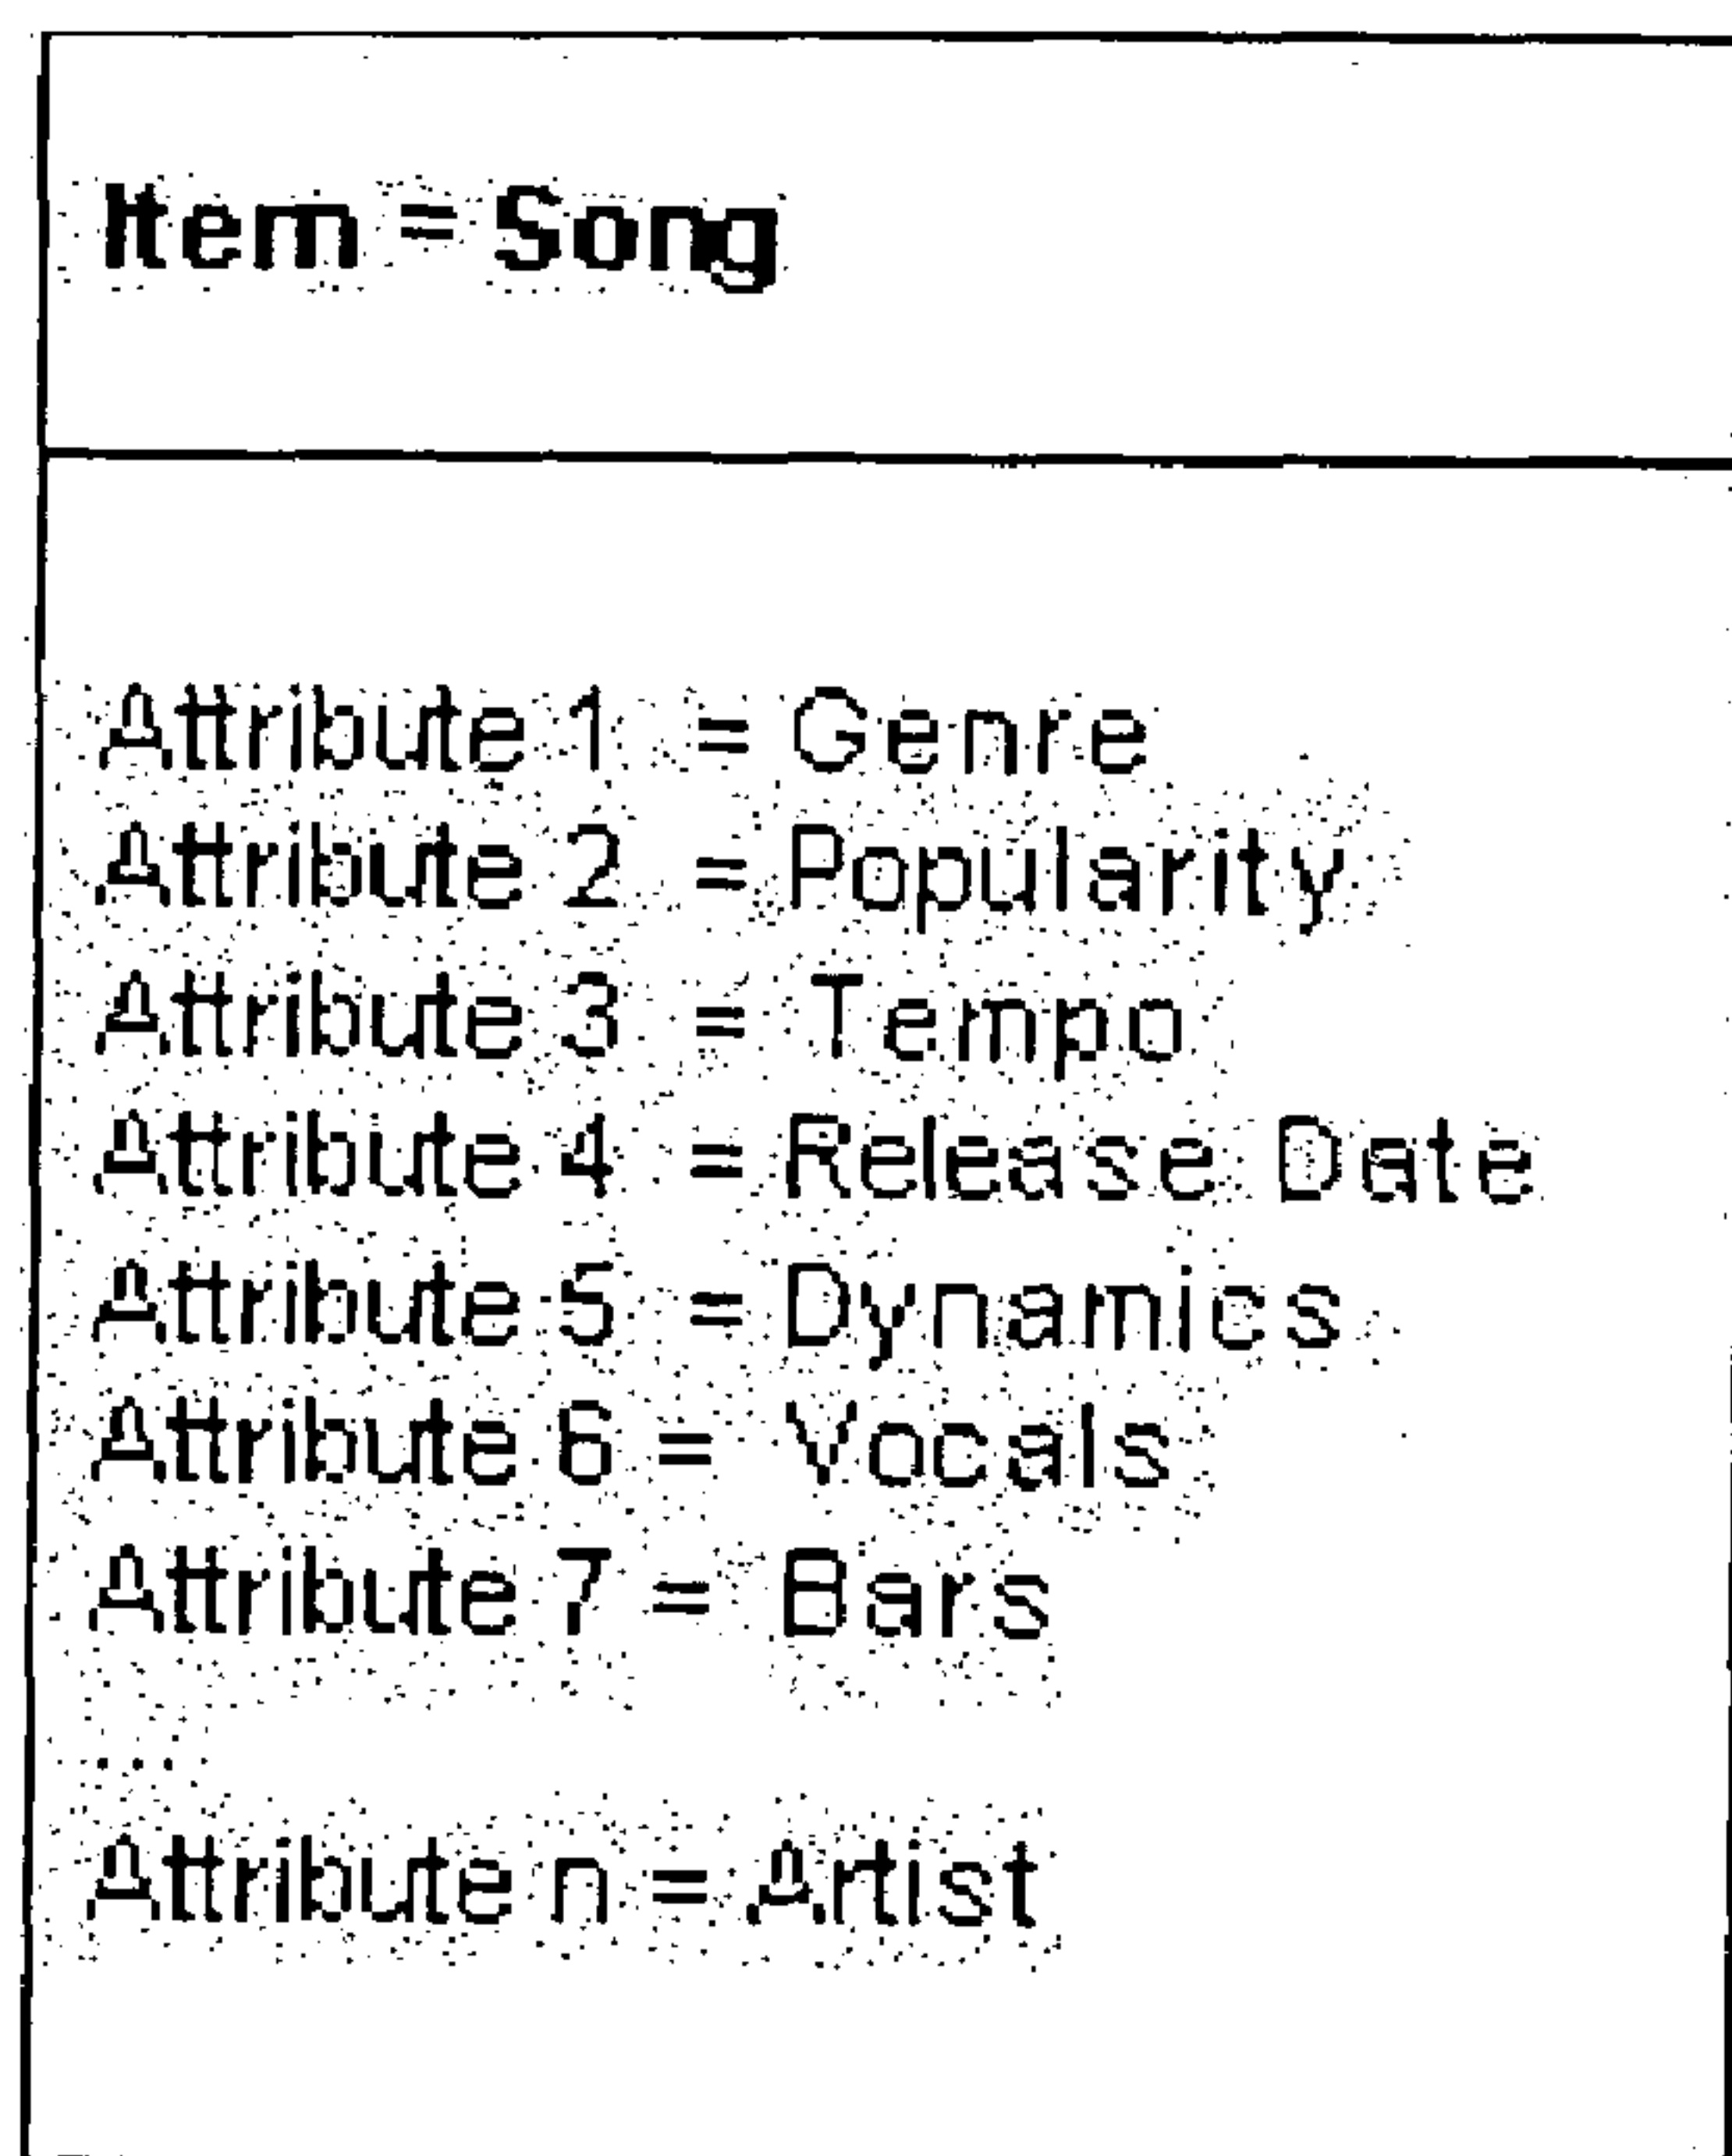 Item = Song
Attribute 1 = Genre
Attribute 2 = Popularity
Attribute 3 = Tempo
Attribute 4 = Release Date
Attribute 5 = Dynamics
Attribute 6 = Vocals
Attribute 7 = Bars
...
Attribute n = Artist